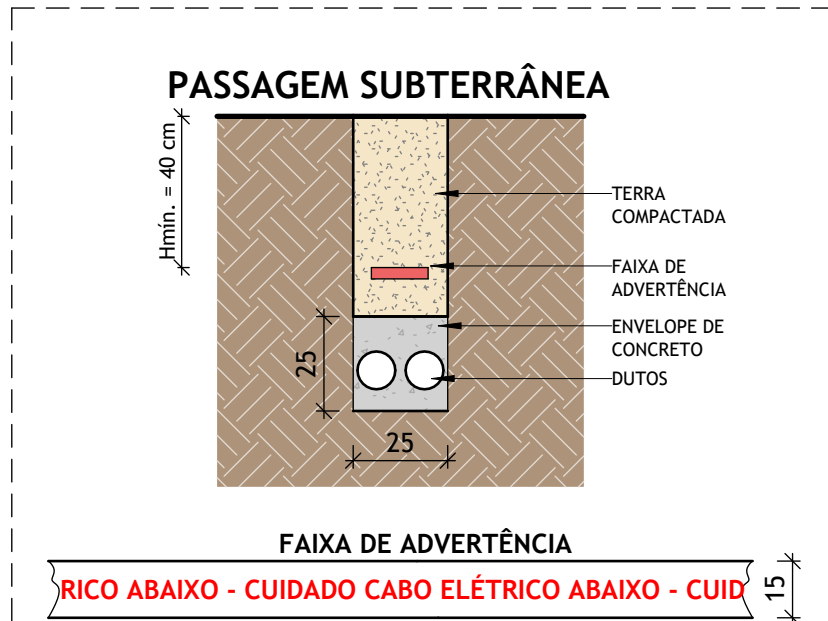 PASSAGEM SUBTERRÂNEA
Hmín. = 40 cm
TERRA
COMPACTADA
FAIXA DE
ADVERTÊNCIA
ENVELOPE DE
CONCRETO
DUTOS
25
25
FAIXA DE ADVERTÊNCIA
RICO ABAIXO - CUIDADO CABO ELÉTRICO ABAIXO - CUID
15